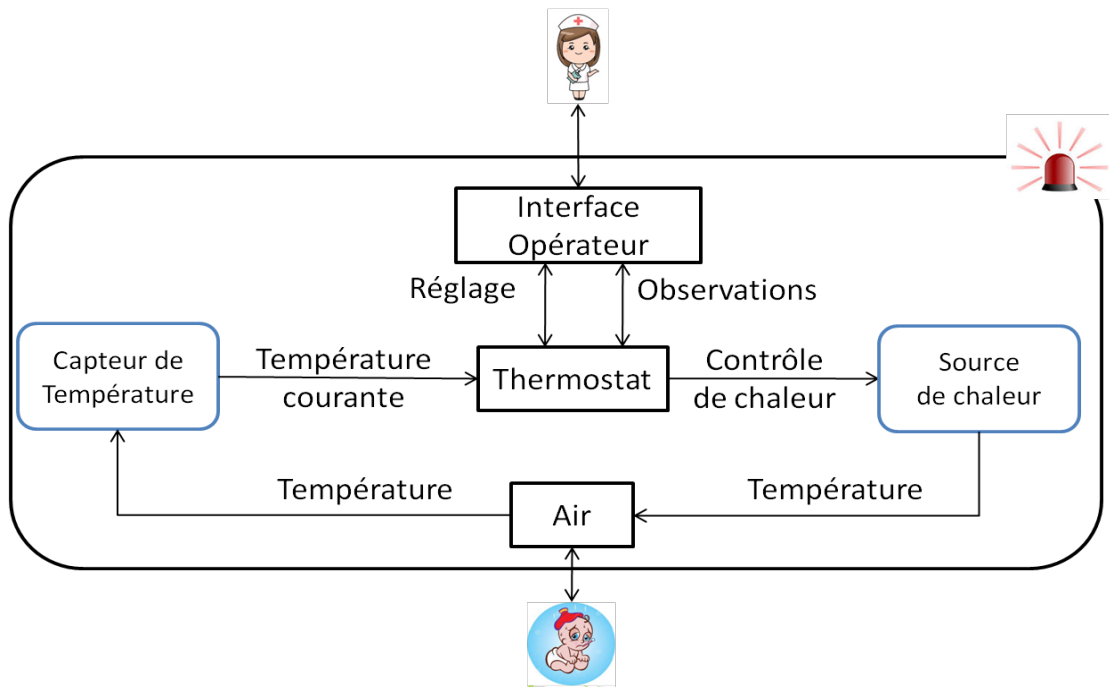 Interface
Opérateur
Réglage
Observations
Capteur de
Température
Température
courante
Thermostat
Contrôle
de chaleur
Source
de chaleur
Température
Air
Température